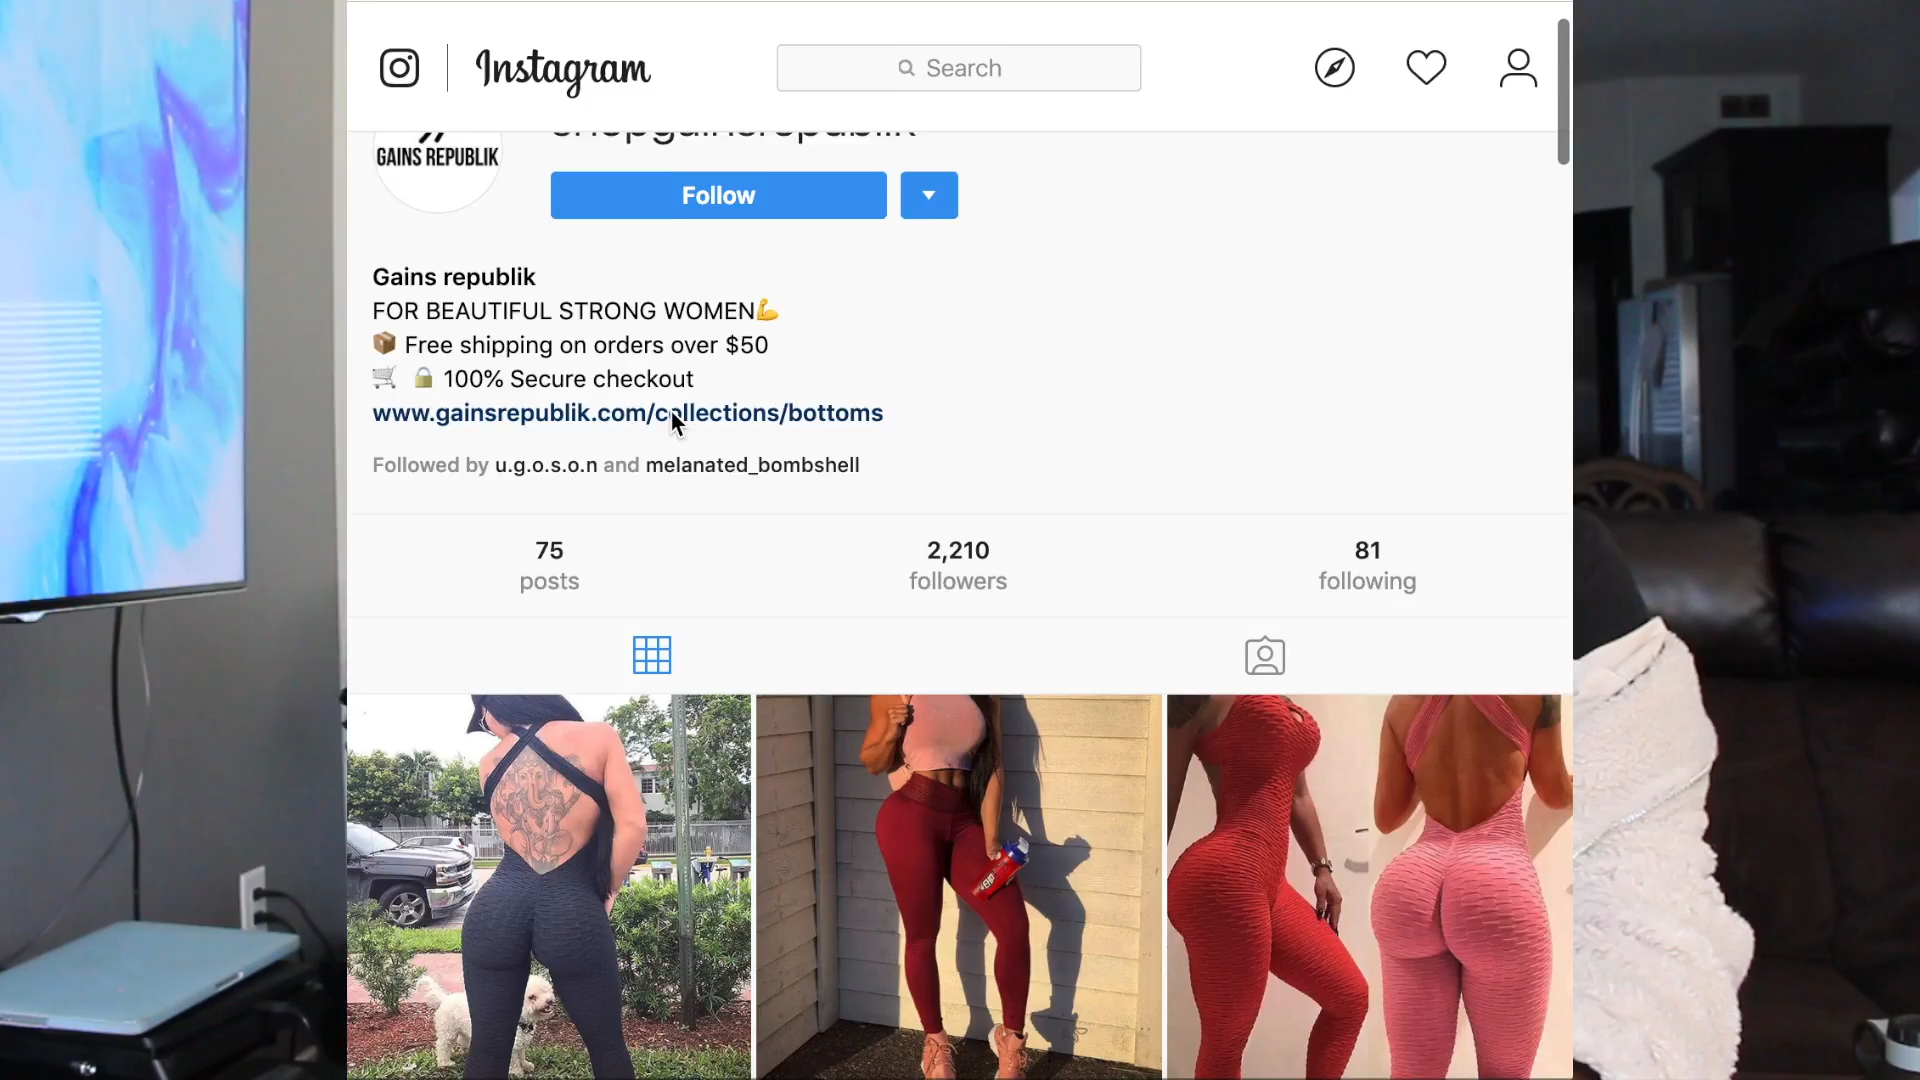 Instagram
Search
shopgainsrepublik
GAINS REPUBLIK
Follow
Gains republik
FOR BEAUTIFUL STRONG WOMEN💪
📦 Free shipping on orders over $50
🛒 🔒 100% Secure checkout
www.gainsrepublik.com/collections/bottoms
Followed by u.g.o.s.o.n and melanated_bombshell
75 2,210 81
posts followers following